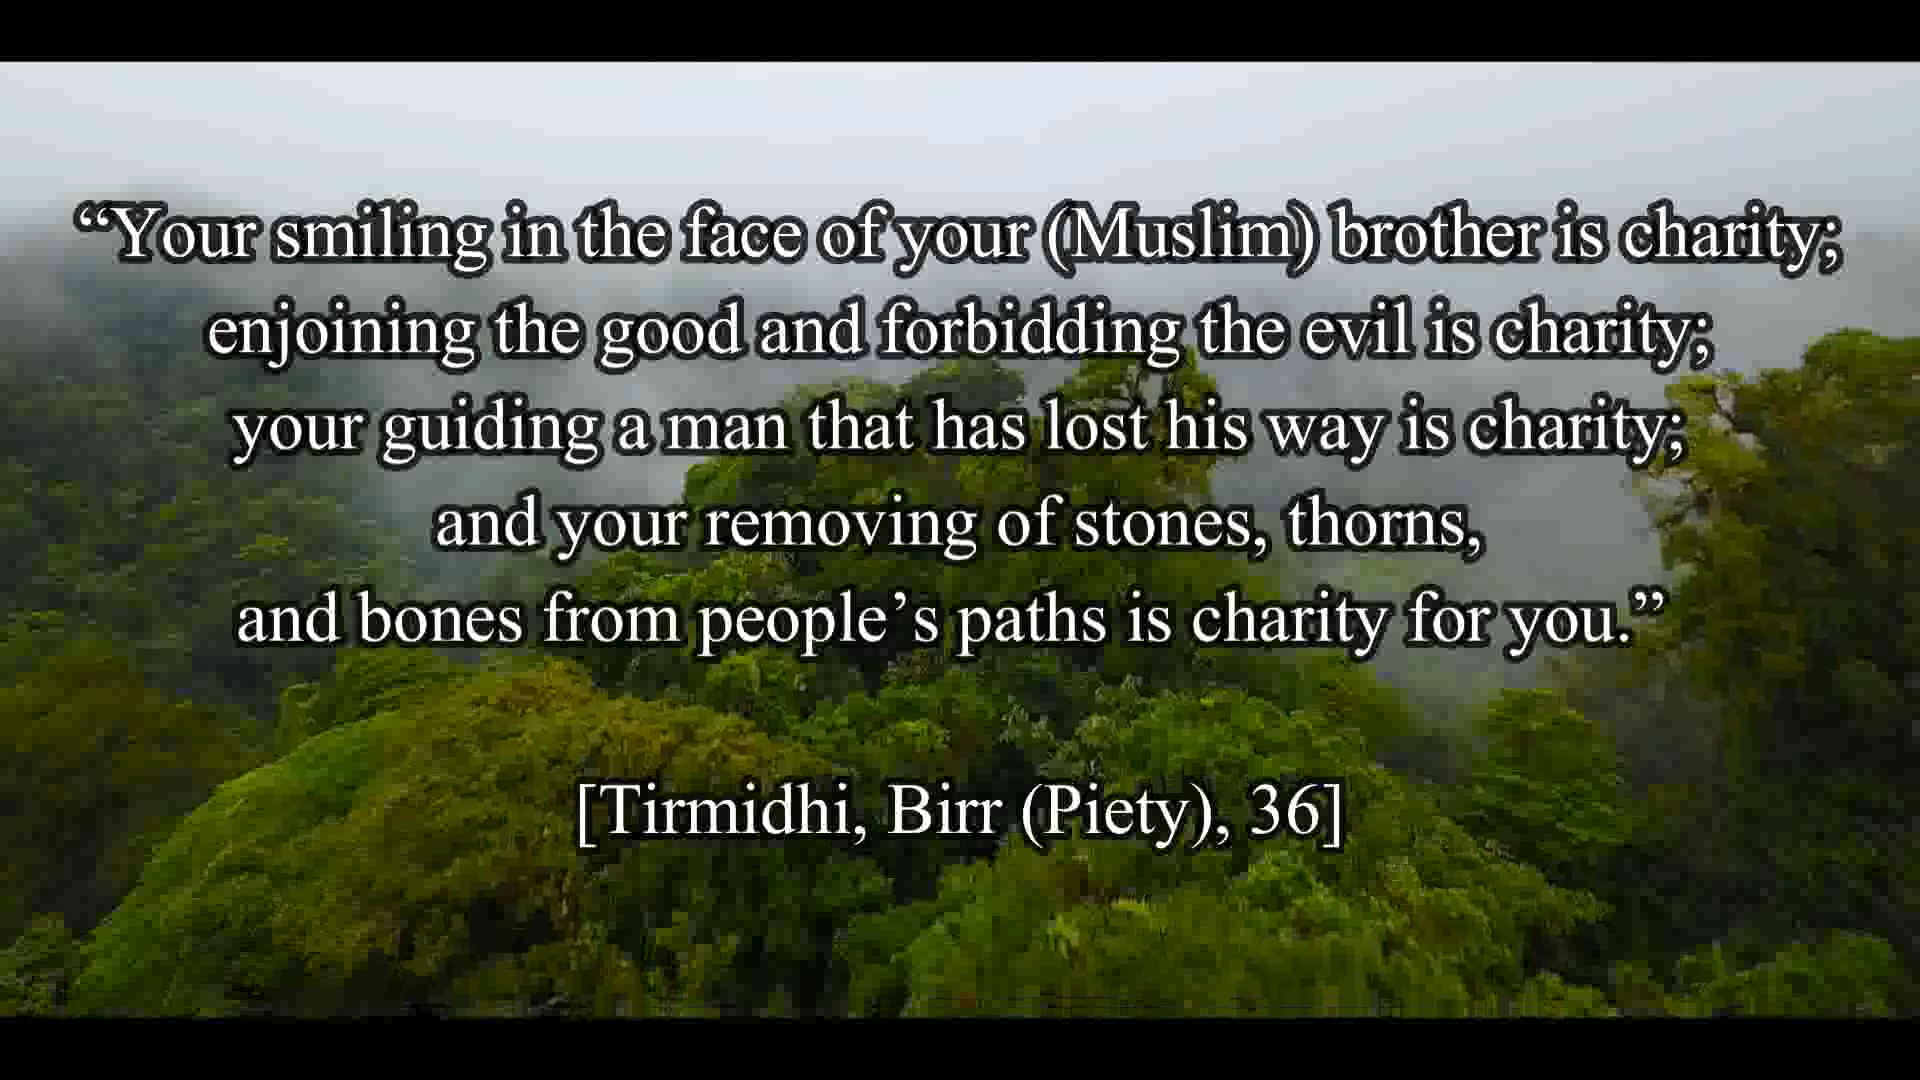 “Your smiling in the face of your (Muslim) brother is charity;
enjoining the good and forbidding the evil is charity;
your guiding a man that has lost his way is charity;
and your removing of stones, thorns,
and bones from people’s paths is charity for you.”
[Tirmidhi, Birr (Piety), 36]